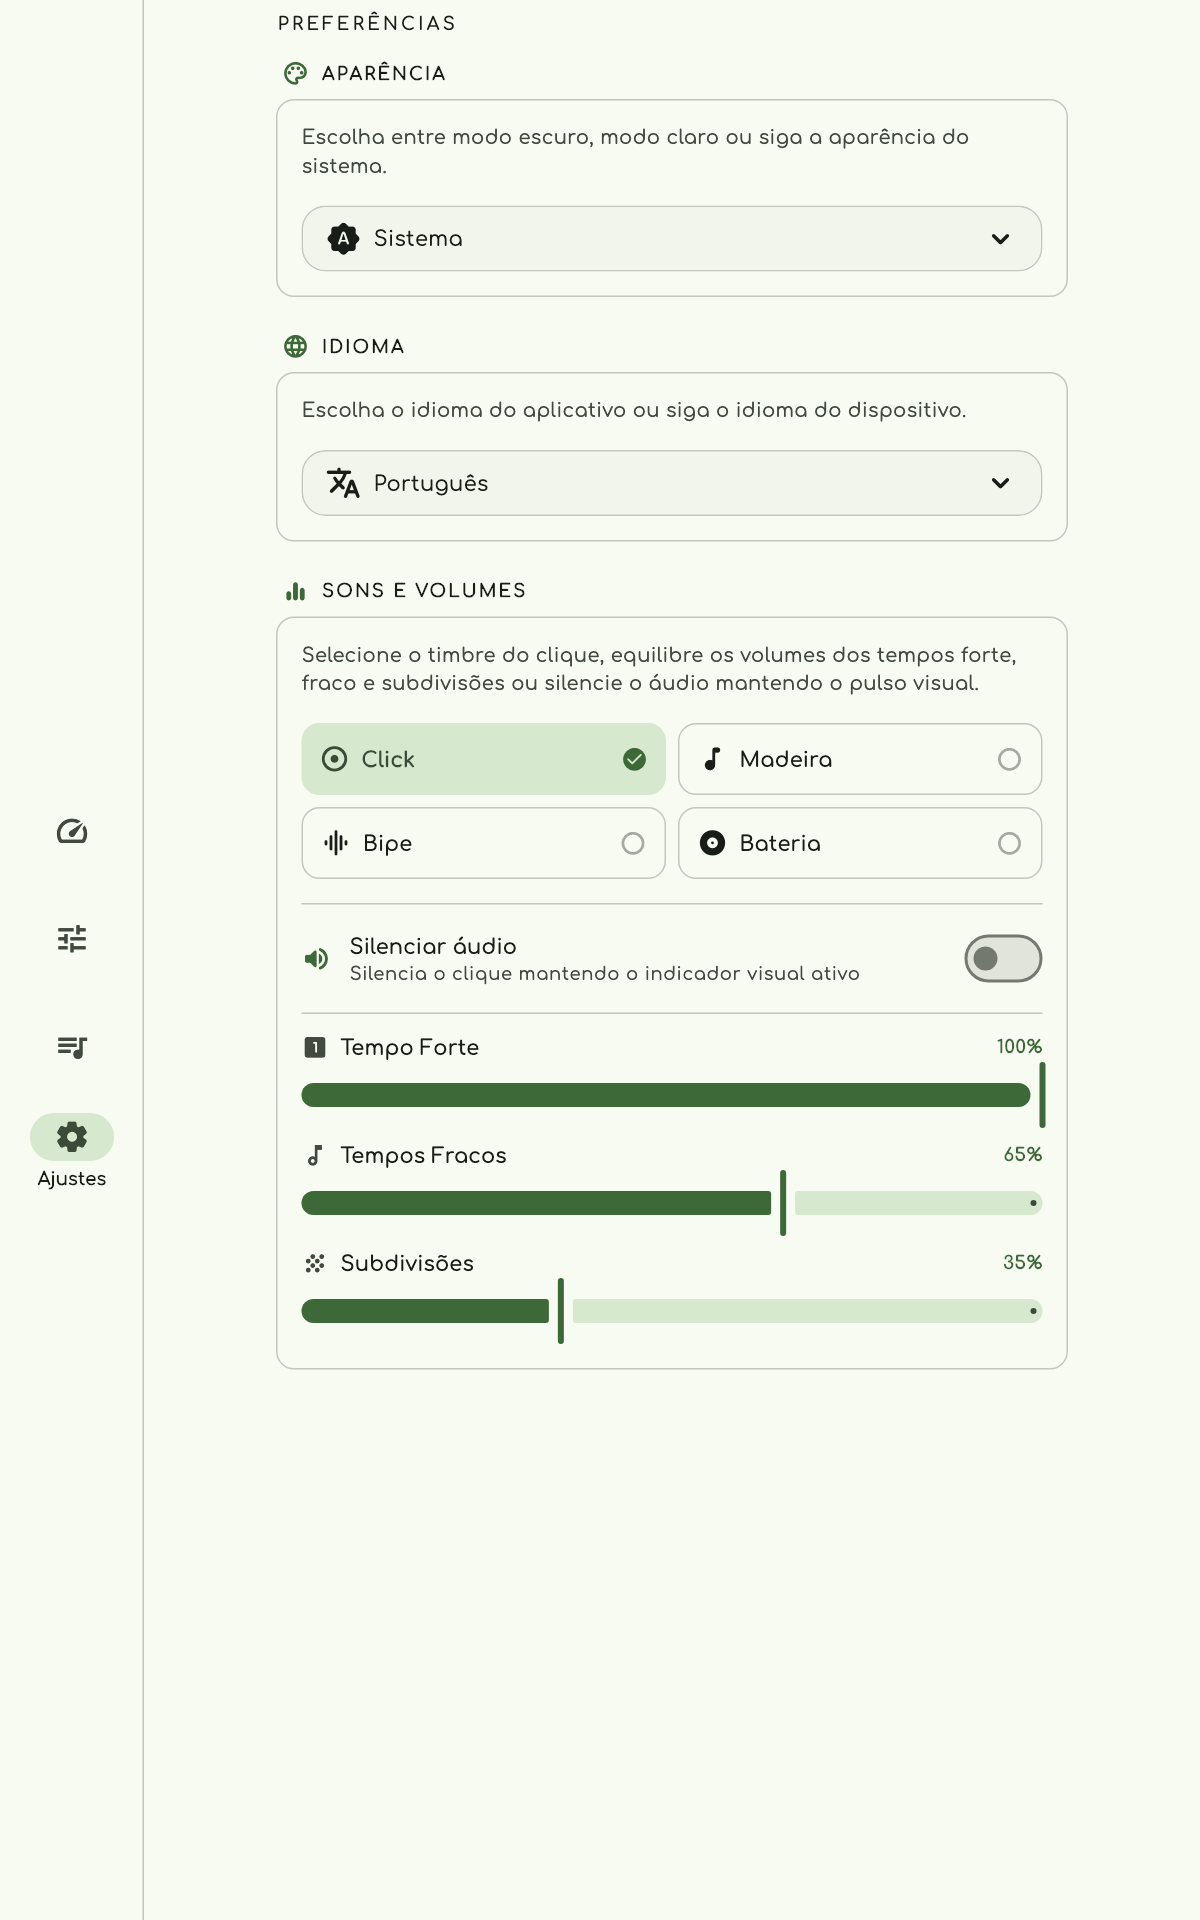 PREFERÊNCIAS
APARÊNCIA
Escolha entre modo escuro, modo claro ou siga a aparência do
sistema.
A Sistema
IDIOMA
Escolha o idioma do aplicativo ou siga o idioma do dispositivo.
Português
SONS E VOLUMES
Selecione o timbre do clique, equilibre os volumes dos tempos forte,
fraco e subdivisões ou silencie o áudio mantendo o pulso visual.
Click
Madeira
Bipe
Bateria
Silenciar áudio
Silencia o clique mantendo o indicador visual ativo
1 Tempo Forte 100%
Tempos Fracos 65%
Subdivisões 35%
Ajustes